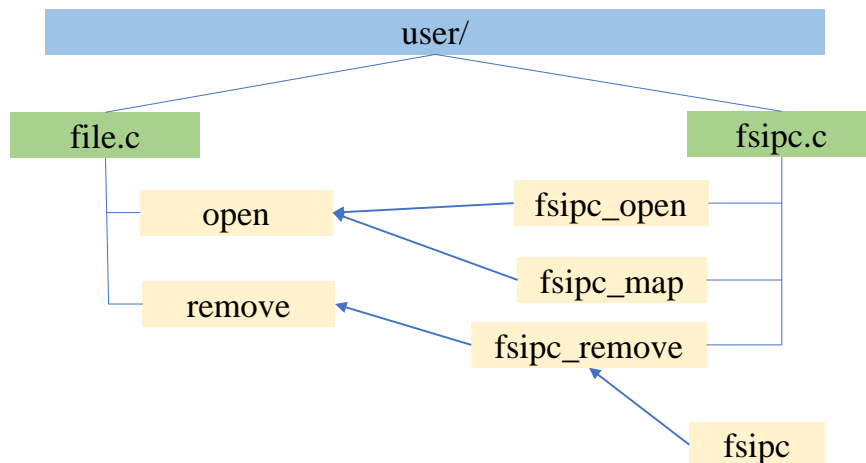 user/
file.c
fsipc.c
open
fsipc_open
fsipc_map
remove
fsipc_remove
fsipc